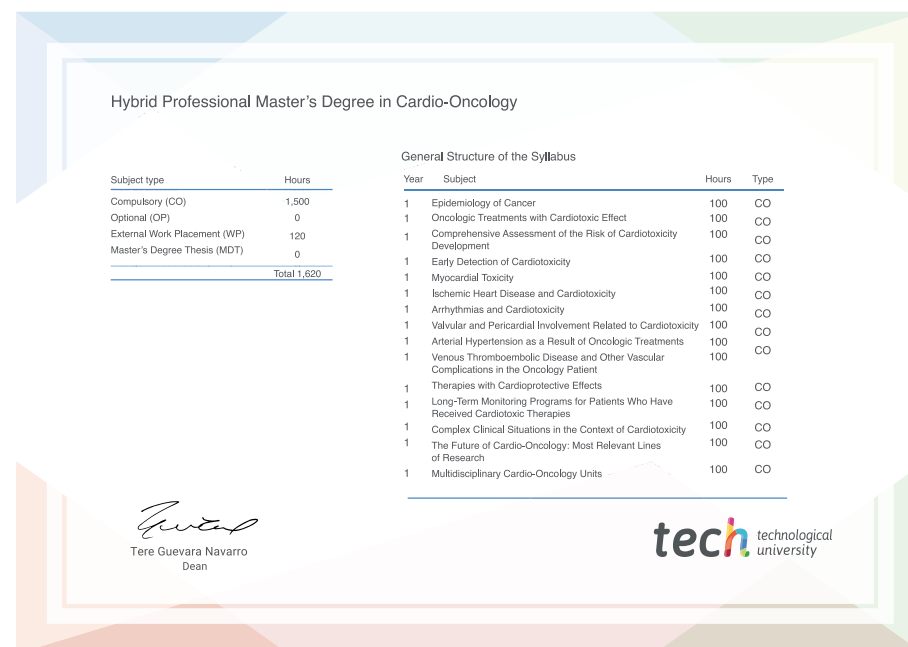 Hybrid Professional Master's Degree in Cardio-Oncology
Subject type Hours
Compulsory (CO) 1,500
Optional (OP) 0
External Work Placement (WP) 120
Master's Degree Thesis (MDT) 0
Total 1,620
General Structure of the Syllabus
Year Subject Hours Type
1 Epidemiology of Cancer 100 CO
1 Oncologic Treatments with Cardiotoxic Effect 100 CO
1 Comprehensive Assessment of the Risk of Cardiotoxicity 100 CO
Development
1 Early Detection of Cardiotoxicity 100 CO
1 Myocardial Toxicity 100 CO
1 Ischemic Heart Disease and Cardiotoxicity 100 CO
1 Arrhythmias and Cardiotoxicity 100 CO
1 Valvular and Pericardial Involvement Related to Cardiotoxicity 100 CO
1 Arterial Hypertension as a Result of Oncologic Treatments 100 CO
1 Venous Thromboembolic Disease and Other Vascular 100
Complications in the Oncology Patient
1 Therapies with Cardioprotective Effects 100 CO
1 Long-Term Monitoring Programs for Patients Who Have 100 CO
Received Cardiotoxic Therapies
1 Complex Clinical Situations in the Context of Cardiotoxicity 100 CO
1 The Future of Cardio-Oncology: Most Relevant Lines 100 CO
of Research
1 Multidisciplinary Cardio-Oncology Units 100 CO
Tere Guevara Navarro
Dean
tech technological
university